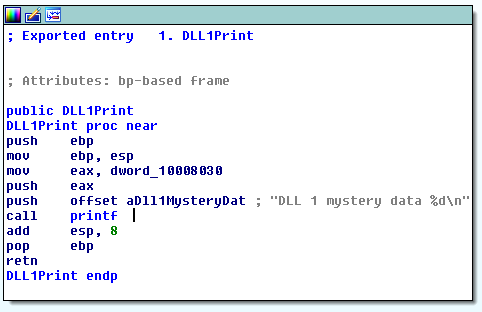 ; Exported entry   1. DLL1Print
; Attributes: bp-based frame
public DLL1Print
DLL1Print proc near
push    ebp
mov     ebp, esp
mov     eax, dword_10008030
push    eax
push    offset aDll1MysteryDat ; "DLL 1 mystery data %d\n"
call    printf
add     esp, 8
pop     ebp
retn
DLL1Print endp